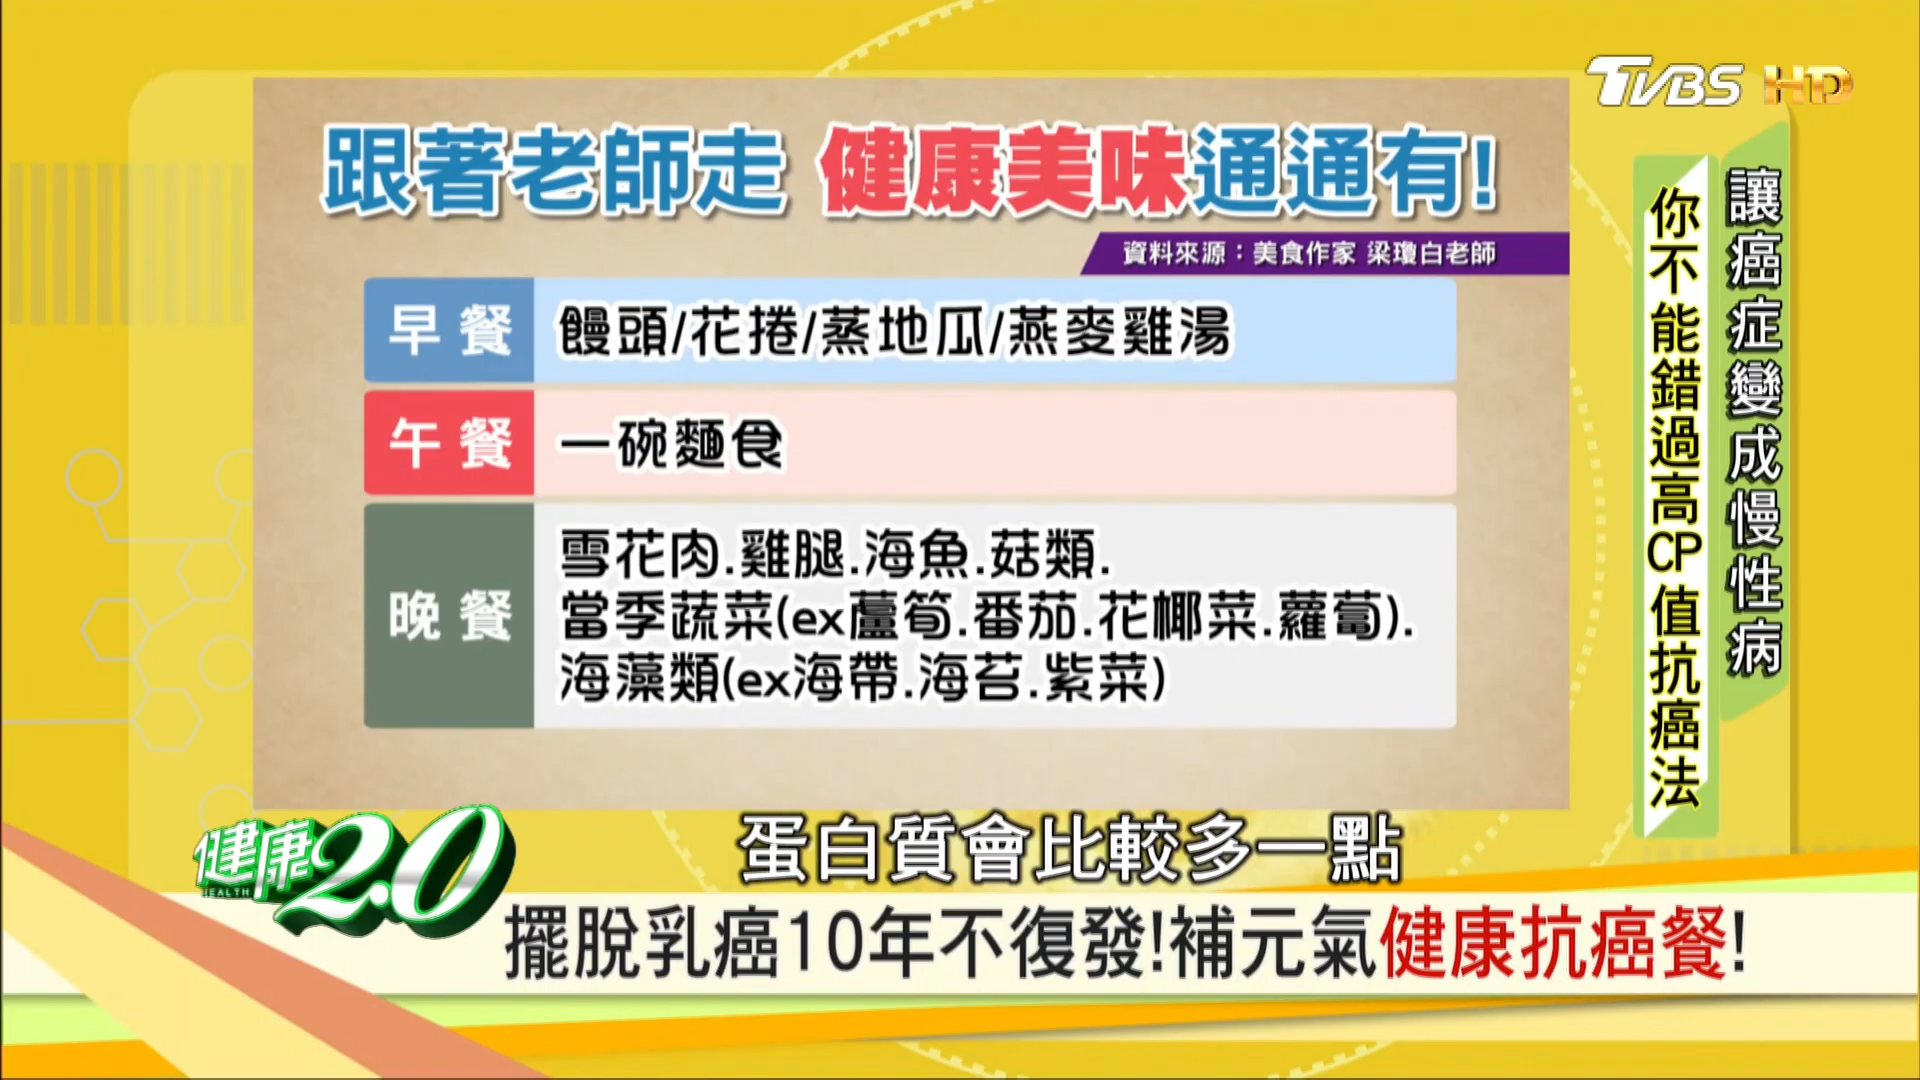 TVBS HD
跟著老師走 健康美味通通有!
資料來源：美食作家 梁瓊白老師
早餐
饅頭/花捲/蒸地瓜/燕麥雞湯
午餐
一碗麵食
晚餐
雪花肉.雞腿.海魚.菇類.
當季蔬菜(ex蘆筍.番茄.花椰菜.蘿蔔).
海藻類(ex海帶.海苔.紫菜)
讓癌症變成慢性病
你不能錯過高CP值抗癌法
健康2.0
HEALTH
蛋白質會比較多一點
擺脫乳癌10年不復發!補元氣健康抗癌餐!